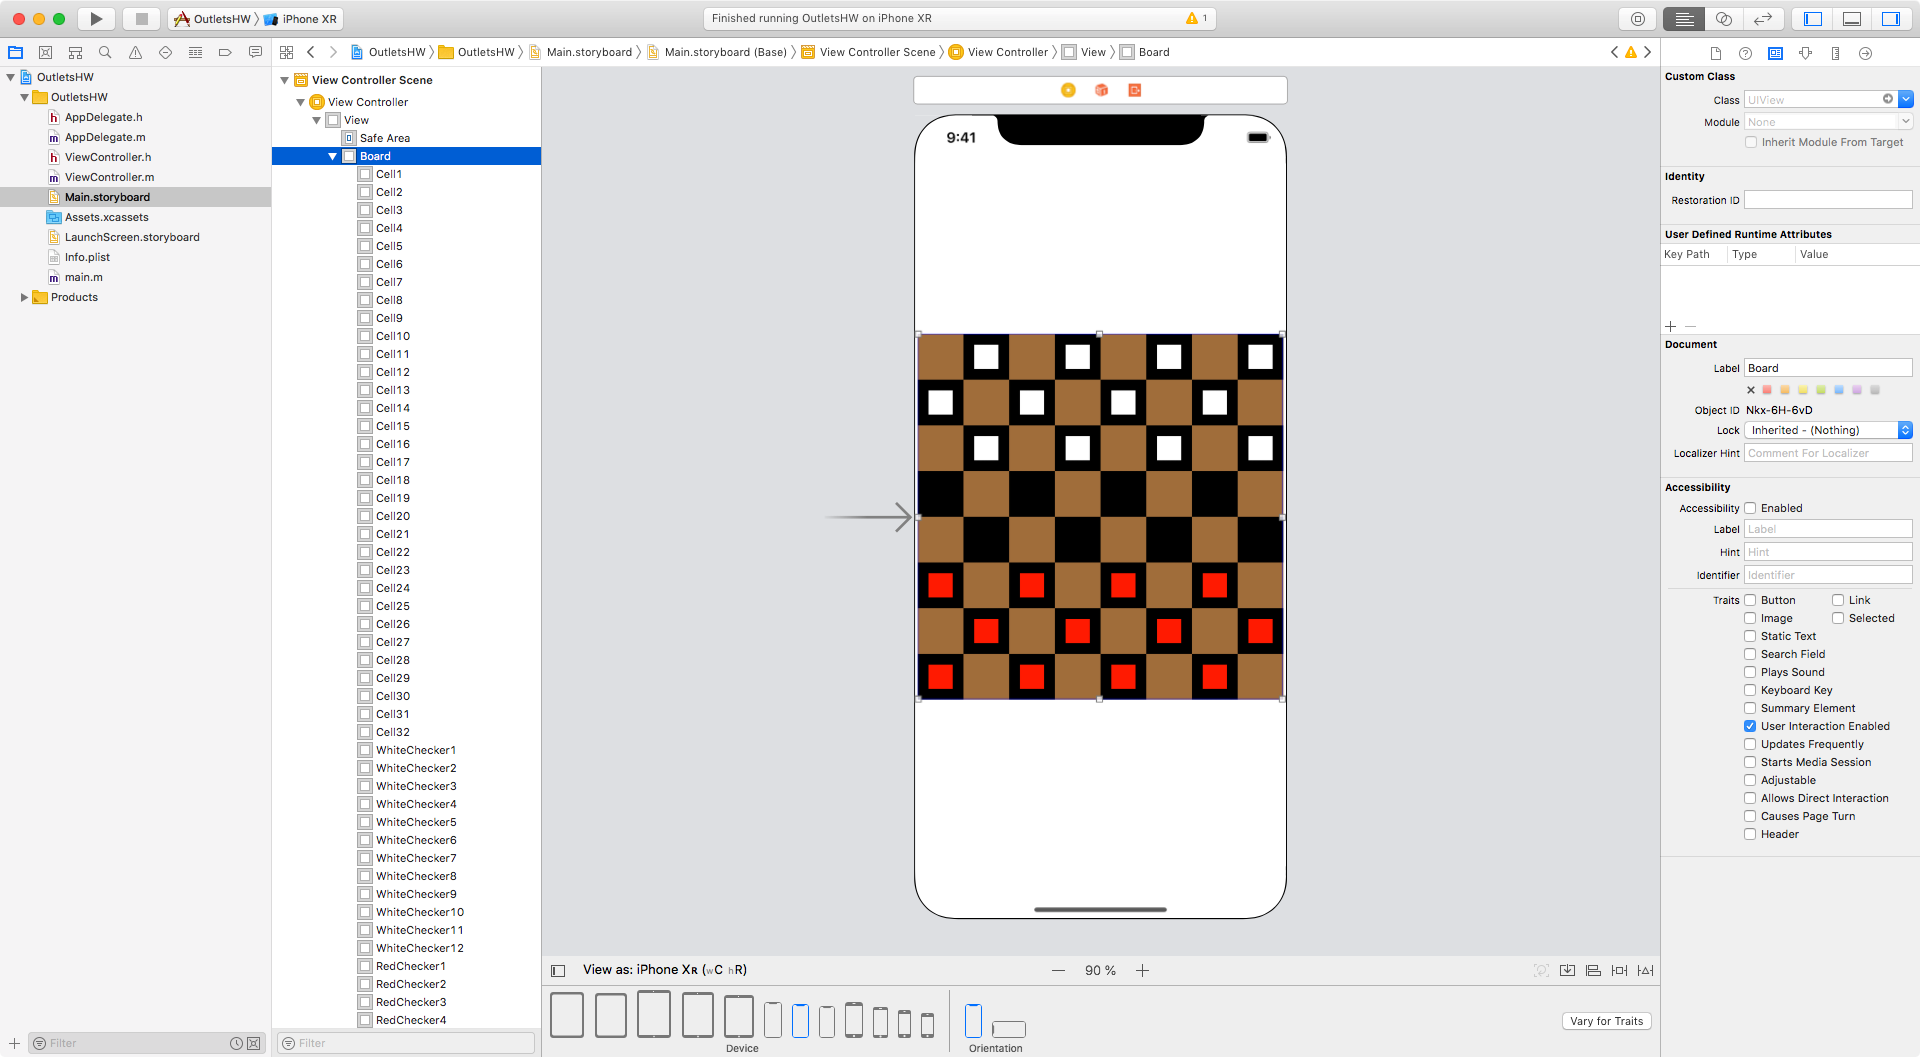 OutletsHW
iPhone XR
Finished running OutletsHW on iPhone XR
1
OutletsHW
OutletsHW
Main.storyboard
Main.storyboard (Base)
View Controller Scene
View Controller
View
Board
OutletsHW
OutletsHW
AppDelegate.h
AppDelegate.m
ViewController.h
ViewController.m
Main.storyboard
Assets.xcassets
LaunchScreen.storyboard
Info.plist
main.m
Products
Filter
View Controller Scene
View Controller
View
Safe Area
Board
Cell1
Cell2
Cell3
Cell4
Cell5
Cell6
Cell7
Cell8
Cell9
Cell10
Cell11
Cell12
Cell13
Cell14
Cell15
Cell16
Cell17
Cell18
Cell19
Cell20
Cell21
Cell22
Cell23
Cell24
Cell25
Cell26
Cell27
Cell28
Cell29
Cell30
Cell31
Cell32
WhiteChecker1
WhiteChecker2
WhiteChecker3
WhiteChecker4
WhiteChecker5
WhiteChecker6
WhiteChecker7
WhiteChecker8
WhiteChecker9
WhiteChecker10
WhiteChecker11
WhiteChecker12
RedChecker1
RedChecker2
RedChecker3
RedChecker4
Filter
9:41
View as: iPhone XR (wC hR)
90 %
Device
Orientation
Vary for Traits
Custom Class
Class UIView
Module None
Inherit Module From Target
Identity
Restoration ID
User Defined Runtime Attributes
Key Path Type Value
Document
Label Board
Object ID Nkx-6H-6vD
Lock Inherited - (Nothing)
Localizer Hint Comment For Localizer
Accessibility
Accessibility Enabled
Label Label
Hint Hint
Identifier Identifier
Traits Button Link
Image Selected
Static Text
Search Field
Plays Sound
Keyboard Key
Summary Element
User Interaction Enabled
Updates Frequently
Starts Media Session
Adjustable
Allows Direct Interaction
Causes Page Turn
Header